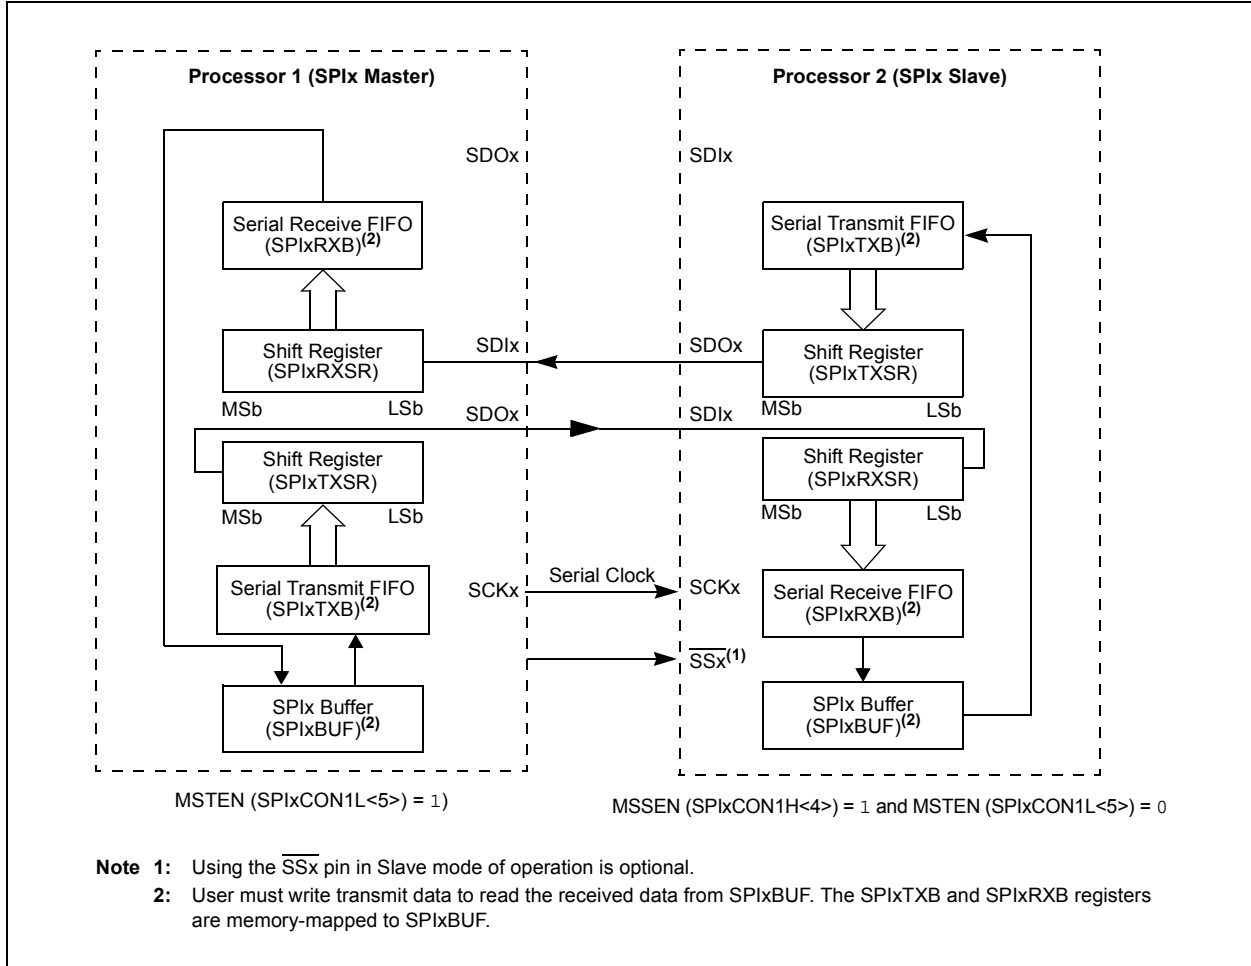 Processor 1 (SPIx Master)
SDOx
Serial Receive FIFO
(SPIxRXB)(2)
Shift Register
(SPIxRXSR)
SDIx
MSb
LSb
SDOx
Shift Register
(SPIxTXSR)
MSb
LSb
Serial Transmit FIFO
(SPIxTXB)(2)
SCKx
Serial Clock
SPIx Buffer
(SPIxBUF)(2)
MSTEN (SPIxCON1L<5>) = 1)
Processor 2 (SPIx Slave)
SDIx
Serial Transmit FIFO
(SPIxTXB)(2)
SDOx
Shift Register
(SPIxTXSR)
MSb
LSb
SDIx
Shift Register
(SPIxRXSR)
MSb
LSb
SCKx
Serial Receive FIFO
(SPIxRXB)(2)
SSx(1)
SPIx Buffer
(SPIxBUF)(2)
MSSEN (SPIxCON1H<4>) = 1 and MSTEN (SPIxCON1L<5>) = 0
Note 1: Using the SSx pin in Slave mode of operation is optional.
2: User must write transmit data to read the received data from SPIxBUF. The SPIxTXB and SPIxRXB registers
are memory-mapped to SPIxBUF.